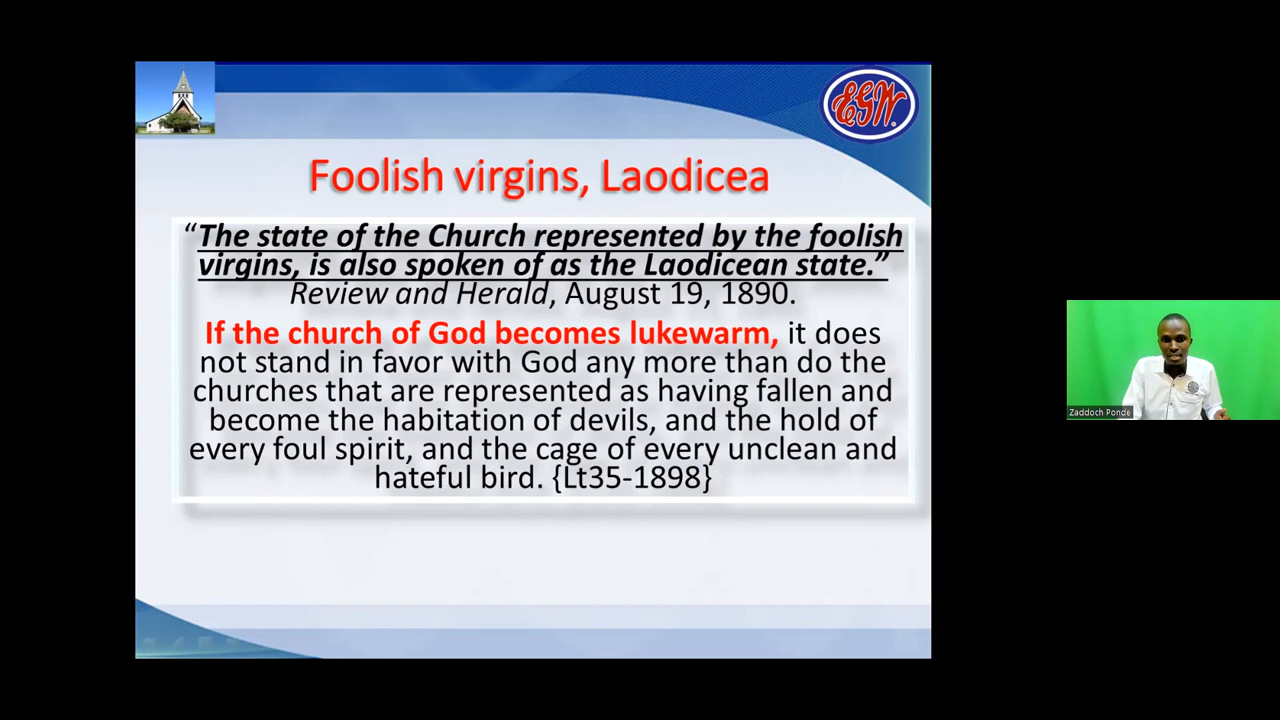 EGW
Foolish virgins, Laodicea
“The state of the Church represented by the foolish
virgins, is also spoken of as the Laodicean state.”
Review and Herald, August 19, 1890.
If the church of God becomes lukewarm, it does
not stand in favor with God any more than do the
churches that are represented as having fallen and
become the habitation of devils, and the hold of
every foul spirit, and the cage of every unclean and
hateful bird. {Lt35-1898}
Zaddoch Ponde